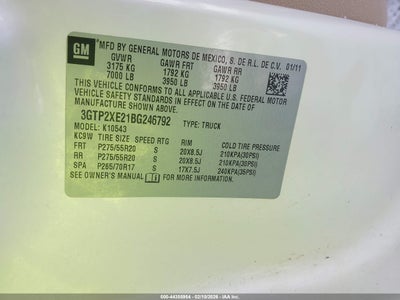 GM
MFD BY GENERAL MOTORS DE MEXICO, S. DE R.L. DE C.V. 01/11
GVWR GAWR FRT GAWR RR
3175 KG 1792 KG 1792 KG
7000 LB 3950 LB 3950 LB
THIS VEHICLE CONFORMS TO ALL APPLICABLE U.S. FEDERAL MOTOR
VEHICLE SAFETY STANDARDS IN EFFECT ON THE DATE OF
MANUFACTURE SHOWN ABOVE.
3GTP2XE21BG246792 TYPE: TRUCK
MODEL: K10543
KC9W TIRE SIZE SPEED RTG RIM COLD TIRE PRESSURE
FRT P275/55R20 S 20X8.5J 210KPA(30PSI)
RR P275/55R20 S 20X8.5J 210KPA(30PSI)
SPA P265/70R17 S 17X7.5J 240KPA(35PSI)
SEE OWNER'S MANUAL FOR MORE INFORMATION.
02/10/2026 - IAA Inc.